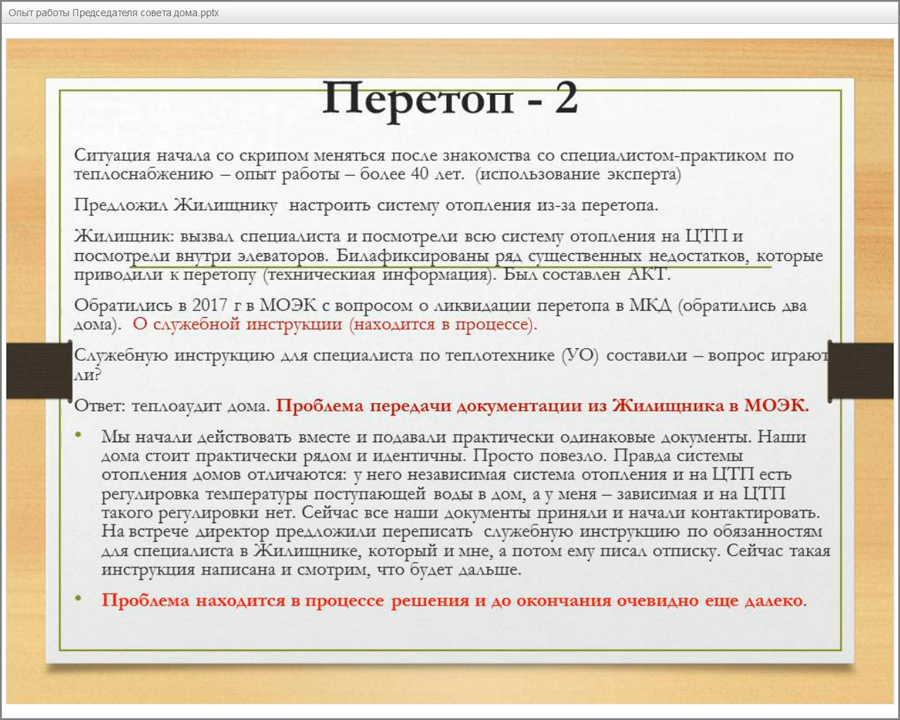 Опыт работы Председателя совета дома.pptx
Перетоп - 2
Ситуация начала со скрипом меняться после знакомства со специалистом-практиком по
теплоснабжению – опыт работы – более 40 лет. (использование эксперта)
Предложил Жилищнику настроить систему отопления из-за перетопа.
Жилищник: вызвал специалиста и посмотрели всю систему отопления на ЦТП и
посмотрели внутри элеваторов. Билафиксированы ряд существенных недостатков, которые
приводили к перетопу (техническиая информация). Был составлен АКТ.
Обратились в 2017 г в МОЭК с вопросом о ликвидации перетопа в МКД (обратились два
дома). О служебной инструкции (находится в процессе).
Служебную инструкцию для специалиста по теплотехнике (УО) составили – вопрос играют
ли?
Ответ: теплоаудит дома. Проблема передачи документации из Жилищника в МОЭК.
• Мы начали действовать вместе и подавали практически одинаковые документы. Наши
дома стоит практически рядом и идентичны. Просто повезло. Правда системы
отопления домов отличаются: у него независимая система отопления и на ЦТП есть
регулировка температуры поступающей воды в дом, а у меня – зависимая и на ЦТП
такого регулировки нет. Сейчас все наши документы приняли и начали контактировать.
На встрече директор предложили переписать служебную инструкцию по обязанностям
для специалиста в Жилищнике, который и мне, а потом ему писал отписку. Сейчас такая
инструкция написана и смотрим, что будет дальше.
• Проблема находится в процессе решения и до окончания очевидно еще далеко.